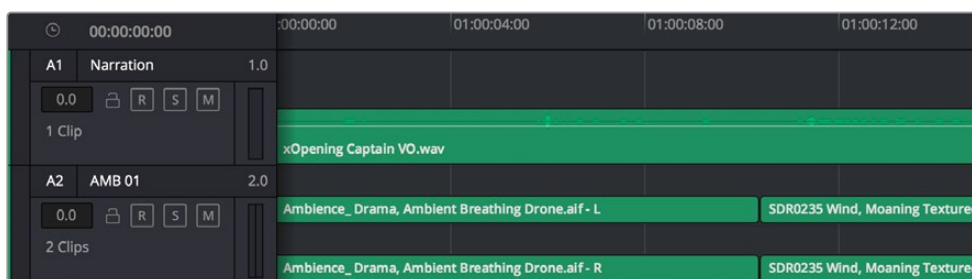 00:00:00:00 :00:00:00 01:00:04:00 01:00:08:00 01:00:12:00
A1 Narration 1.0
0.0 R S M
1 Clip
xOpening Captain VO.wav
A2 AMB 01 2.0
Ambience_ Drama, Ambient Breathing Drone.aif - L SDR0235 Wind, Moaning Texture
0.0 R S M
2 Clips
Ambience_ Drama, Ambient Breathing Drone.aif - R SDR0235 Wind, Moaning Texture